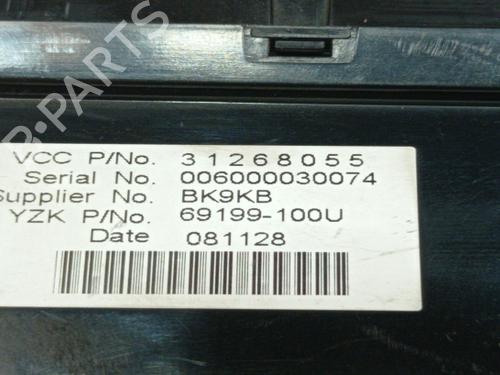 B-Parts
VCC P/No. 31268055
Serial No. 006000030074
Supplier No. BK9KB
YZK P/No. 69199-100U
Date 081128